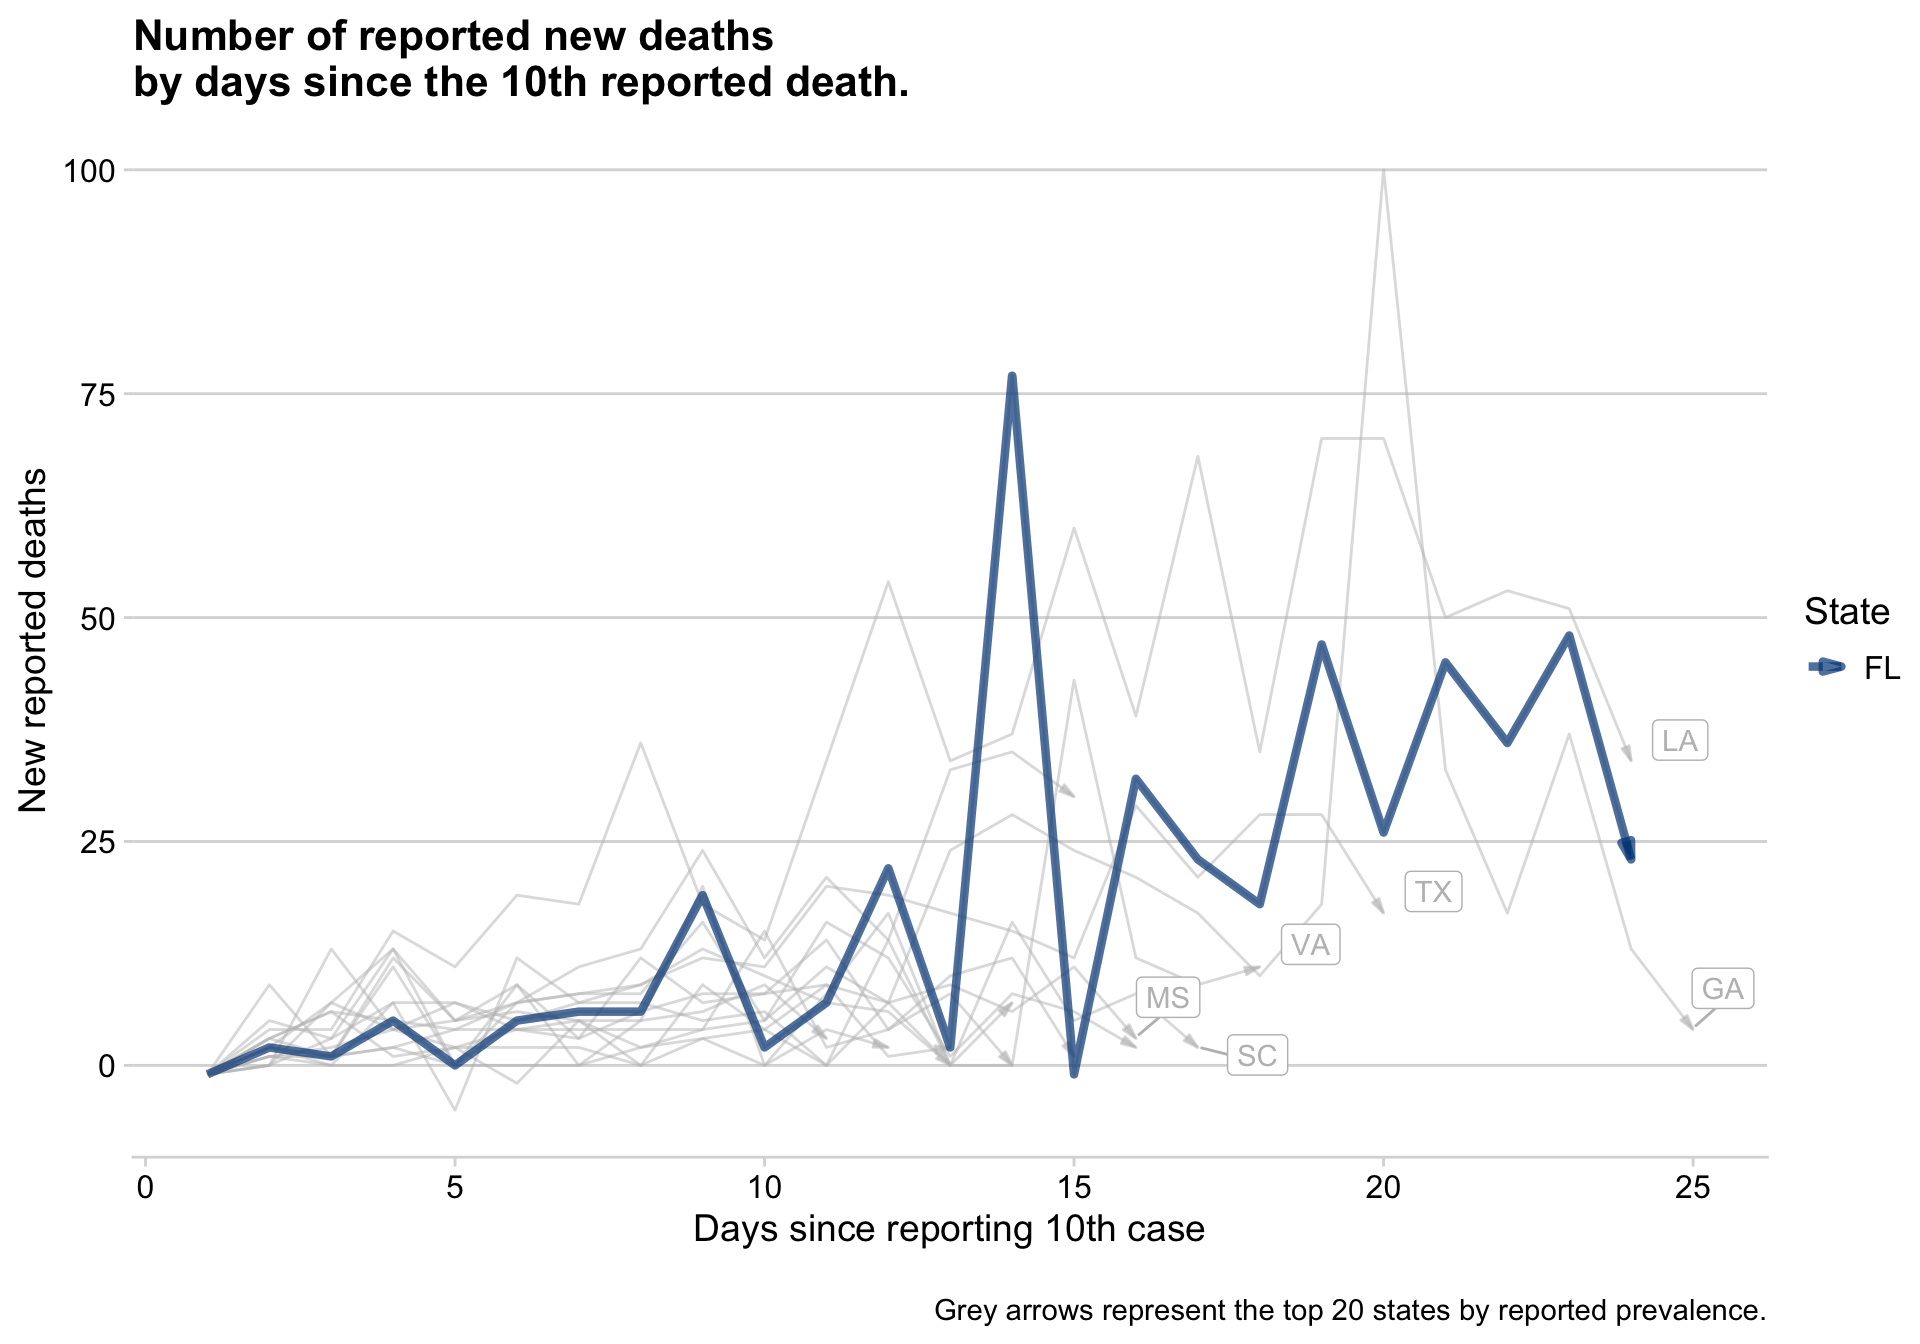 Number of reported new deaths
by days since the 10th reported death.
100
75
50
25
0
New reported deaths
LA
TX
VA
MS
GA
SC
State
FL
0 5 10 15 20 25
Days since reporting 10th case
Grey arrows represent the top 20 states by reported prevalence.